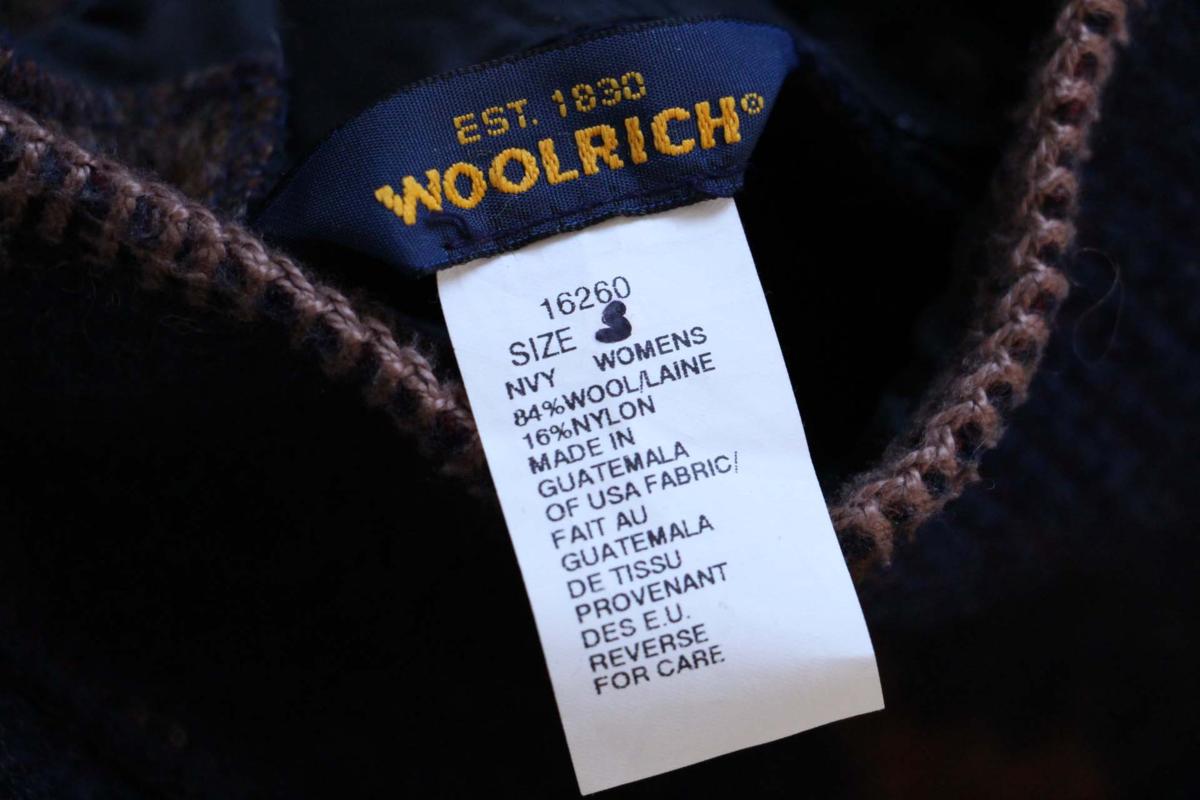 EST. 1830
WOOLRICH®
16260
SIZE S
NVY WOMENS
84%WOOL/LAINE
16%NYLON
MADE IN
GUATEMALA
OF USA FABRIC/
FAIT AU
GUATEMALA
DE TISSU
PROVENANT
DES E.U.
REVERSE
FOR CARE